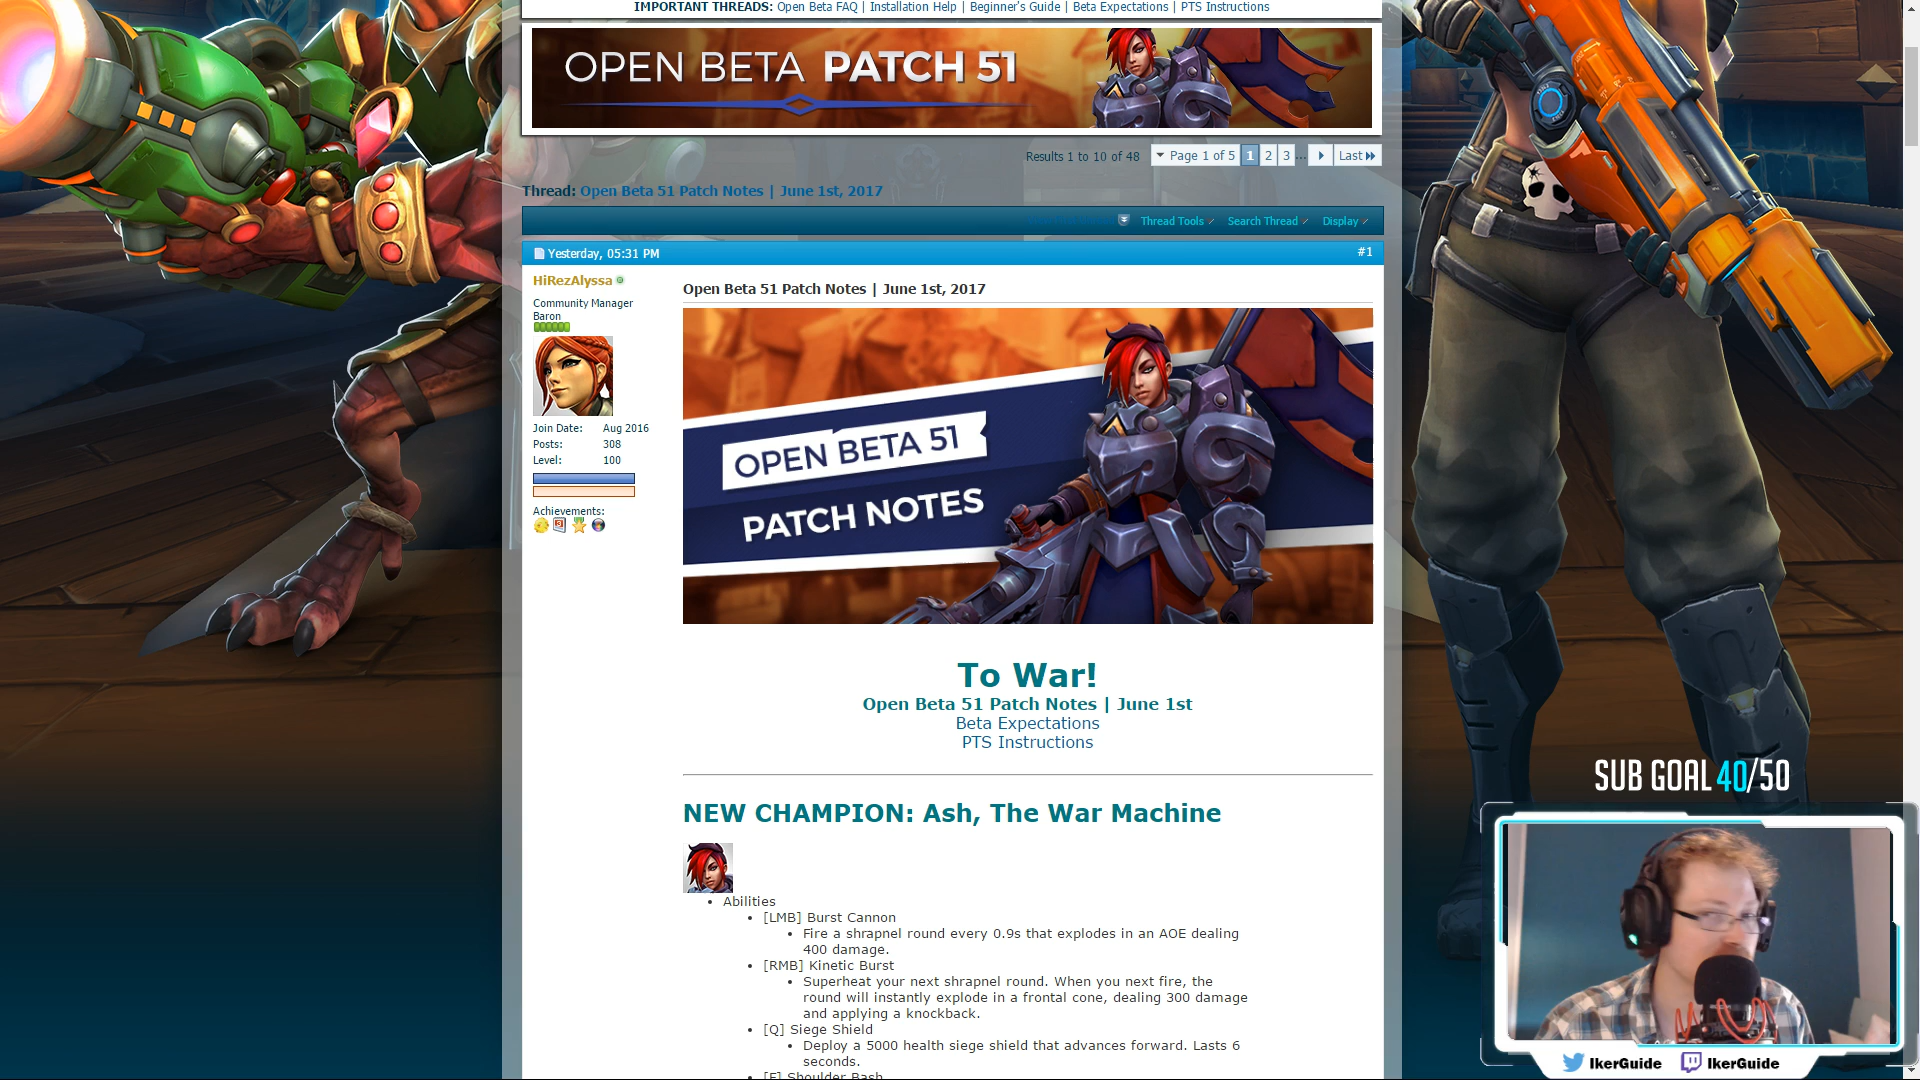 IMPORTANT THREADS: Open Beta FAQ | Installation Help | Beginner's Guide | Beta Expectations | PTS Instructions
OPEN BETA PATCH 51
Results 1 to 10 of 48
Page 1 of 5 1 2 3 ... Last
Thread: Open Beta 51 Patch Notes | June 1st, 2017
Thread Tools Search Thread Display
Yesterday, 05:31 PM
#1
HiRezAlyssa
Community Manager
Baron
Join Date: Aug 2016
Posts: 308
Level: 100
Achievements:
Open Beta 51 Patch Notes | June 1st, 2017
OPEN BETA 51
PATCH NOTES
To War!
Open Beta 51 Patch Notes | June 1st
Beta Expectations
PTS Instructions
NEW CHAMPION: Ash, The War Machine
Abilities
[LMB] Burst Cannon
Fire a shrapnel round every 0.9s that explodes in an AOE dealing
400 damage.
[RMB] Kinetic Burst
Superheat your next shrapnel round. When you next fire, the
round will instantly explode in a frontal cone, dealing 300 damage
and applying a knockback.
[Q] Siege Shield
Deploy a 5000 health siege shield that advances forward. Lasts 6
seconds.
[F] Shoulder Bash
SUB GOAL 40/50
IkerGuide IkerGuide